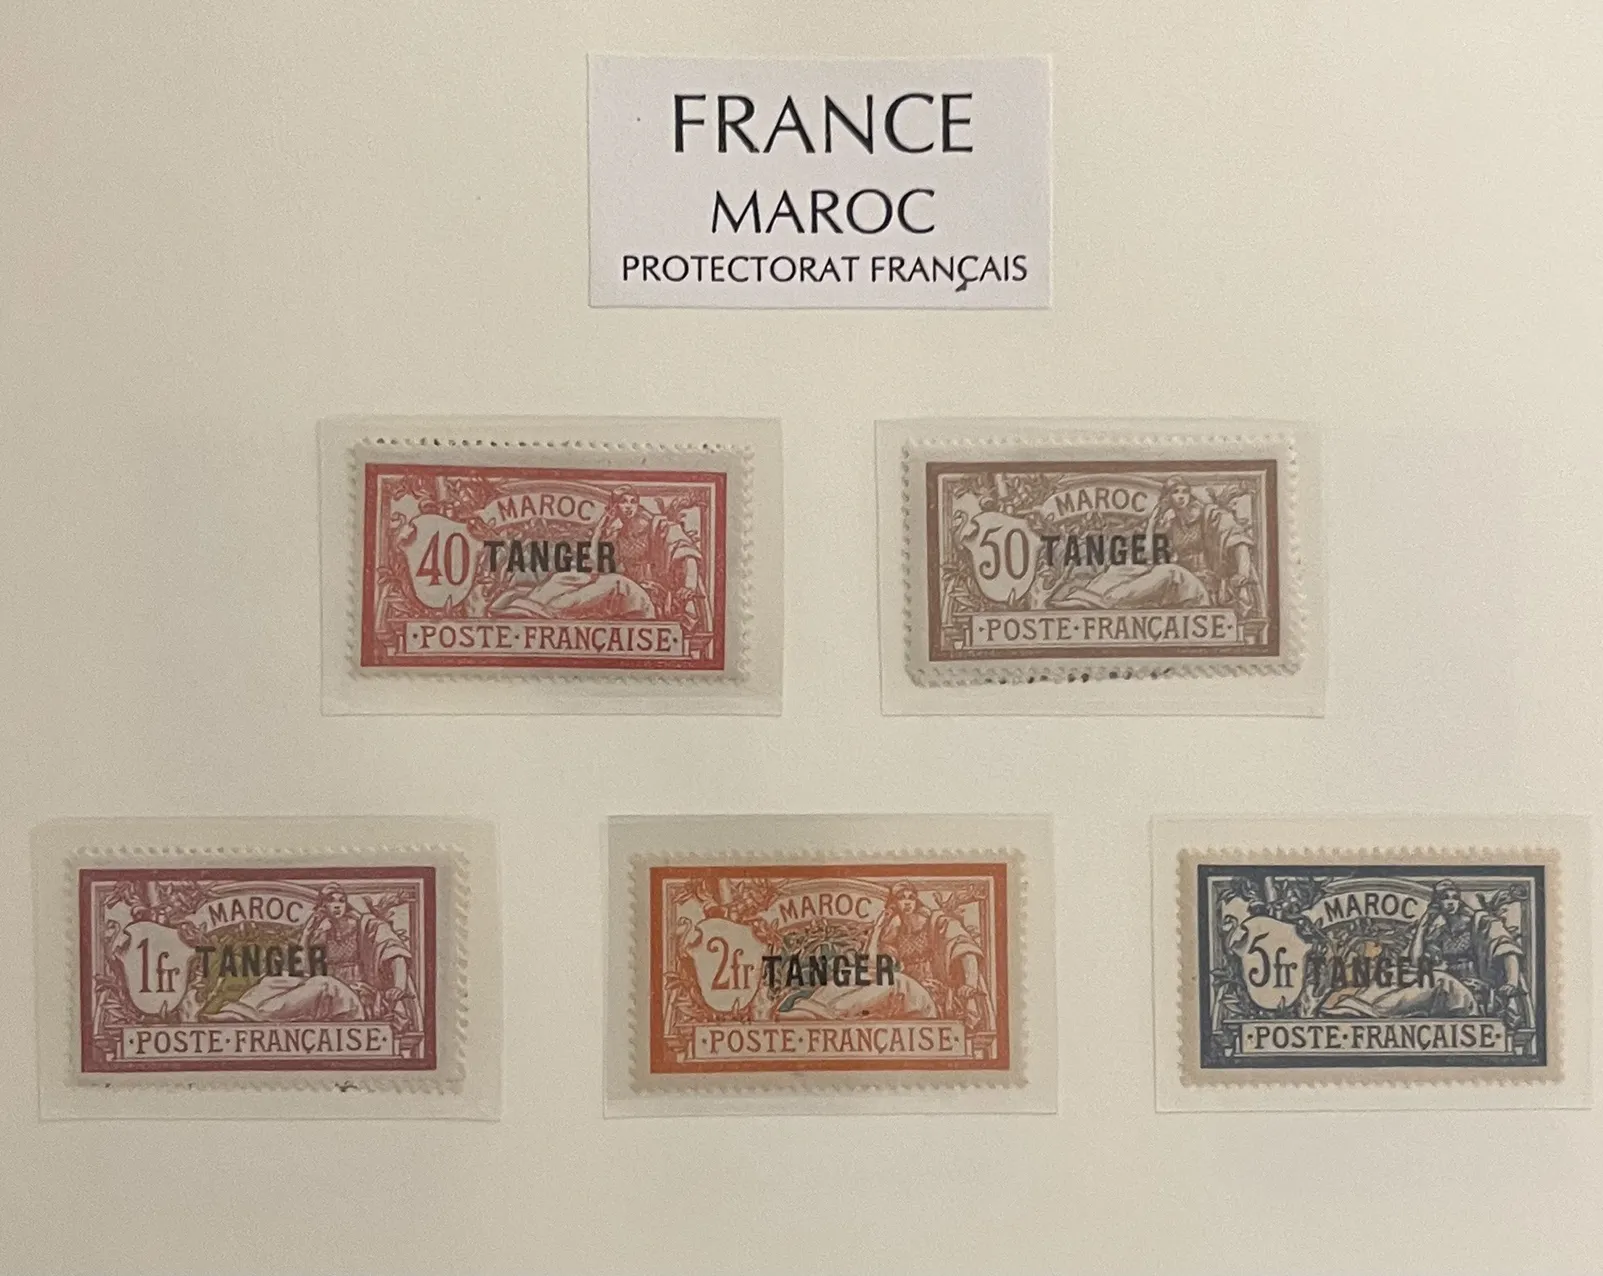 FRANCE
MAROC
PROTECTORAT FRANÇAIS
MAROC
40 TANGER
·POSTE·FRANÇAISE·
MAROC
50 TANGER
·POSTE·FRANÇAISE·
MAROC
1fr TANGER
·POSTE·FRANÇAISE·
MAROC
2fr TANGER
·POSTE·FRANÇAISE·
MAROC
5fr TANGER
·POSTE·FRANÇAISE·